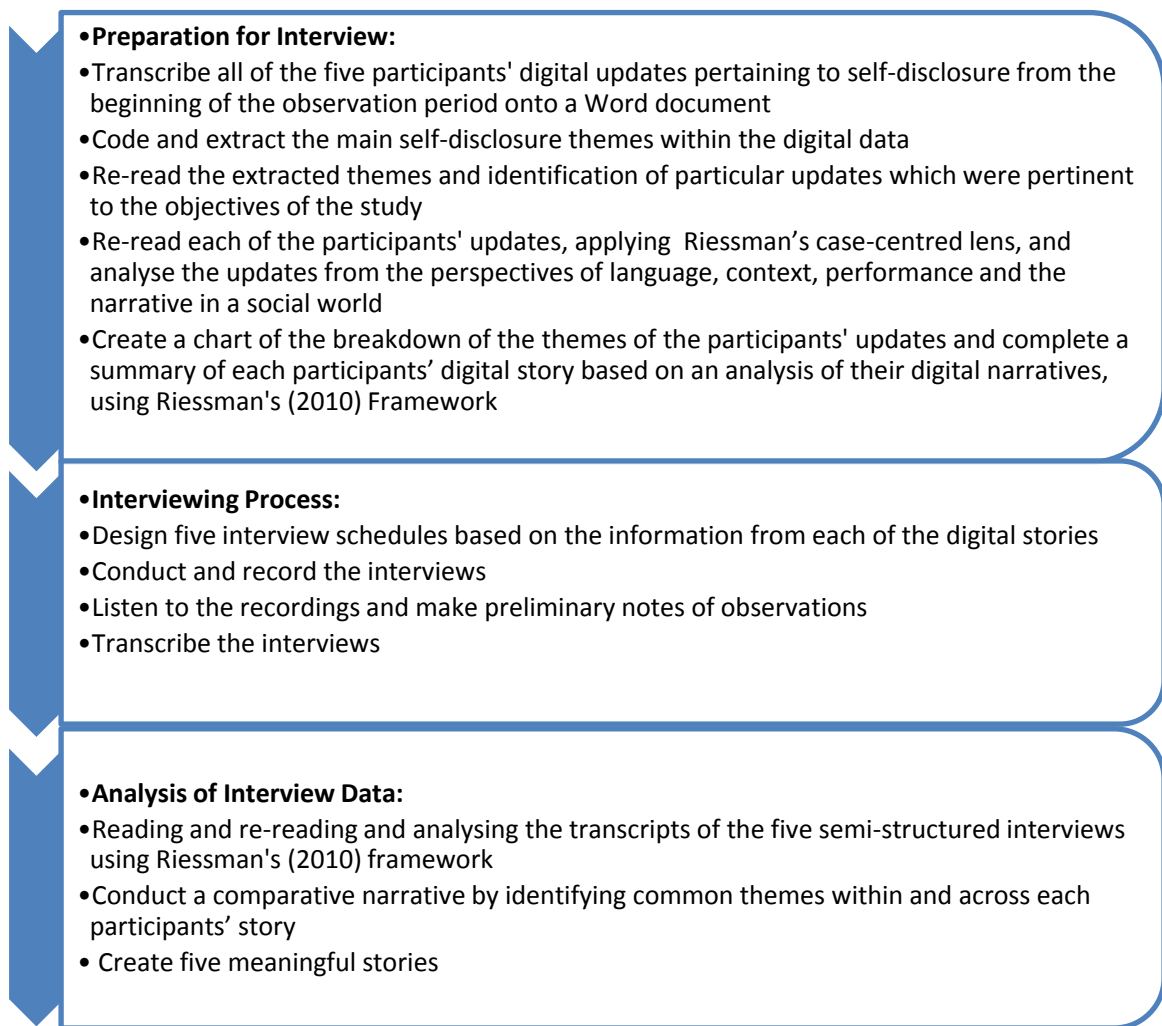 •Preparation for Interview:
•Transcribe all of the five participants' digital updates pertaining to self-disclosure from the
beginning of the observation period onto a Word document
•Code and extract the main self-disclosure themes within the digital data
•Re-read the extracted themes and identification of particular updates which were pertinent
to the objectives of the study
•Re-read each of the participants' updates, applying Riessman’s case-centred lens, and
analyse the updates from the perspectives of language, context, performance and the
narrative in a social world
•Create a chart of the breakdown of the themes of the participants' updates and complete a
summary of each participants’ digital story based on an analysis of their digital narratives,
using Riessman's (2010) Framework
•Interviewing Process:
•Design five interview schedules based on the information from each of the digital stories
•Conduct and record the interviews
•Listen to the recordings and make preliminary notes of observations
•Transcribe the interviews
•Analysis of Interview Data:
•Reading and re-reading and analysing the transcripts of the five semi-structured interviews
using Riessman's (2010) framework
•Conduct a comparative narrative by identifying common themes within and across each
participants’ story
• Create five meaningful stories